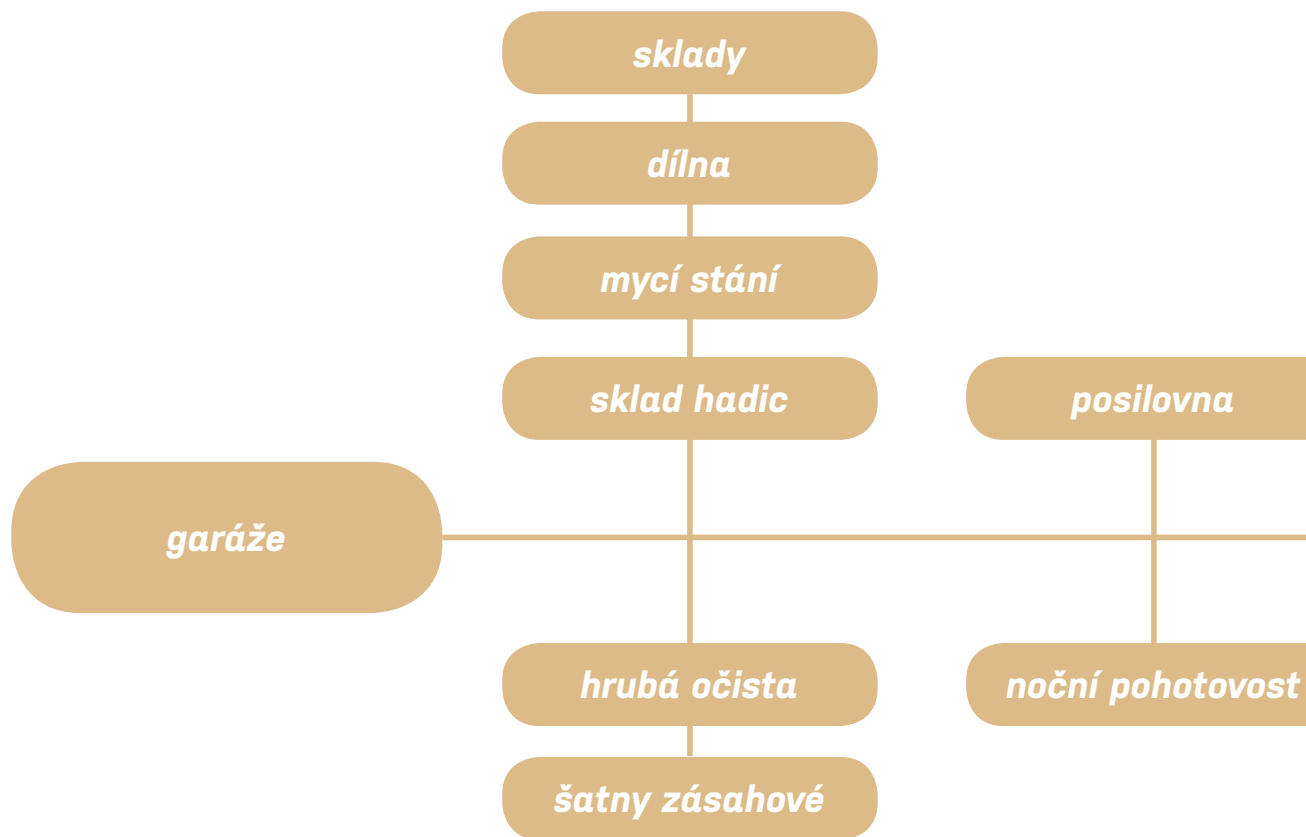 sklady
dílna
mycí stání
sklad hadic
posilovna
garáže
hrubá očista
noční pohotovost
šatny zásahové